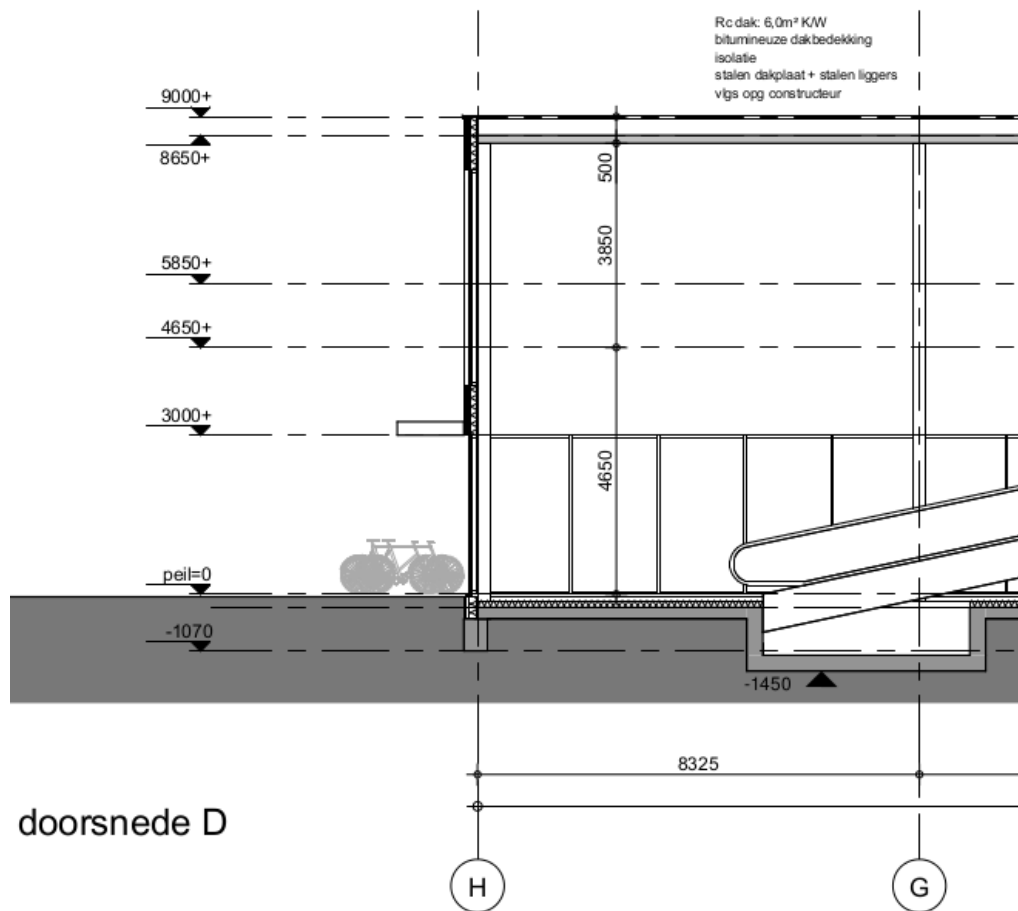 Rc dak: 6,0m² K/W
bitumineuze dakbedekking
isolatie
stalen dakplaat + stalen liggers
vlgs opg constructeur
9000+
8650+
500
3850
5850+
4650+
3000+
4650
peil=0
-1070
-1450
8325
doorsnede D
H
G